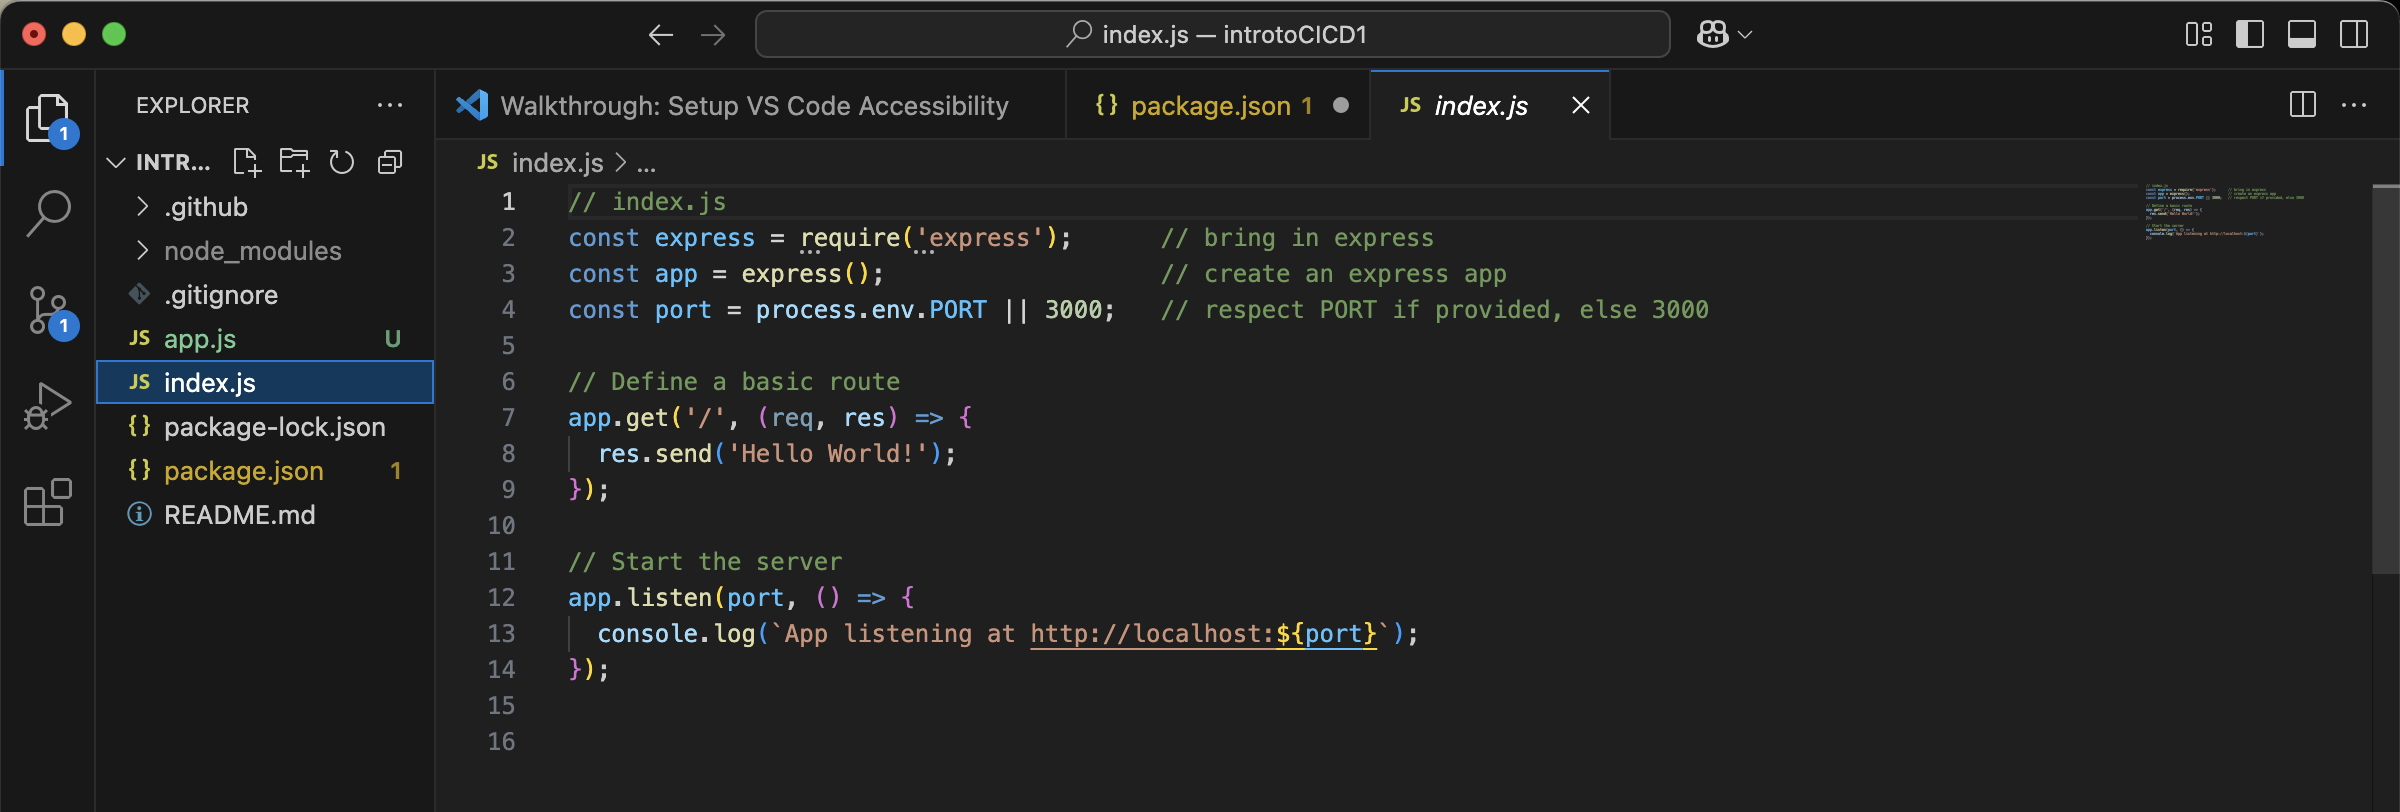 index.js — introtoCICD1
EXPLORER
Walkthrough: Setup VS Code Accessibility
{} package.json 1
JS index.js
1
INTR...
JS index.js > ...
.github
node_modules
.gitignore
JS app.js U
JS index.js
{} package-lock.json
{} package.json 1
README.md
1
1 // index.js
2 const express = require('express');      // bring in express
3 const app = express();                   // create an express app
4 const port = process.env.PORT || 3000;   // respect PORT if provided, else 3000
5
6 // Define a basic route
7 app.get('/', (req, res) => {
8   res.send('Hello World!');
9 });
10
11 // Start the server
12 app.listen(port, () => {
13   console.log(`App listening at http://localhost:${port}`);
14 });
15
16